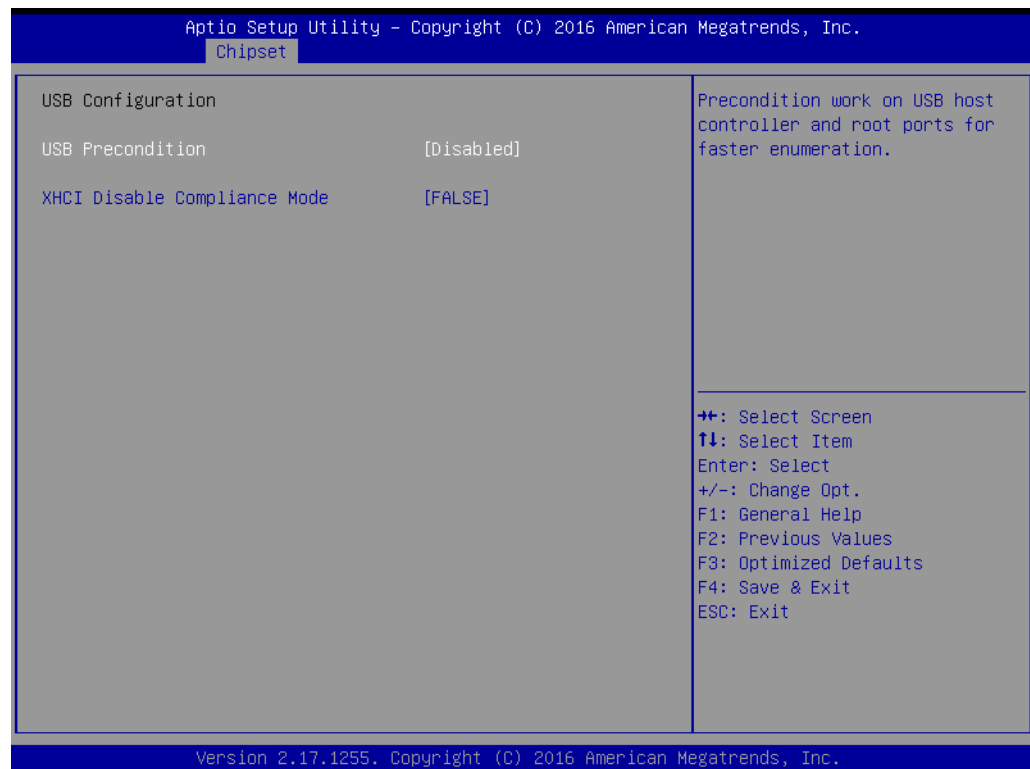 Aptio Setup Utility – Copyright (C) 2016 American Megatrends, Inc.
Chipset
USB Configuration
USB Precondition [Disabled]
XHCI Disable Compliance Mode [FALSE]
Precondition work on USB host
controller and root ports for
faster enumeration.
→←: Select Screen
↑↓: Select Item
Enter: Select
+/-: Change Opt.
F1: General Help
F2: Previous Values
F3: Optimized Defaults
F4: Save & Exit
ESC: Exit
Version 2.17.1255. Copyright (C) 2016 American Megatrends, Inc.